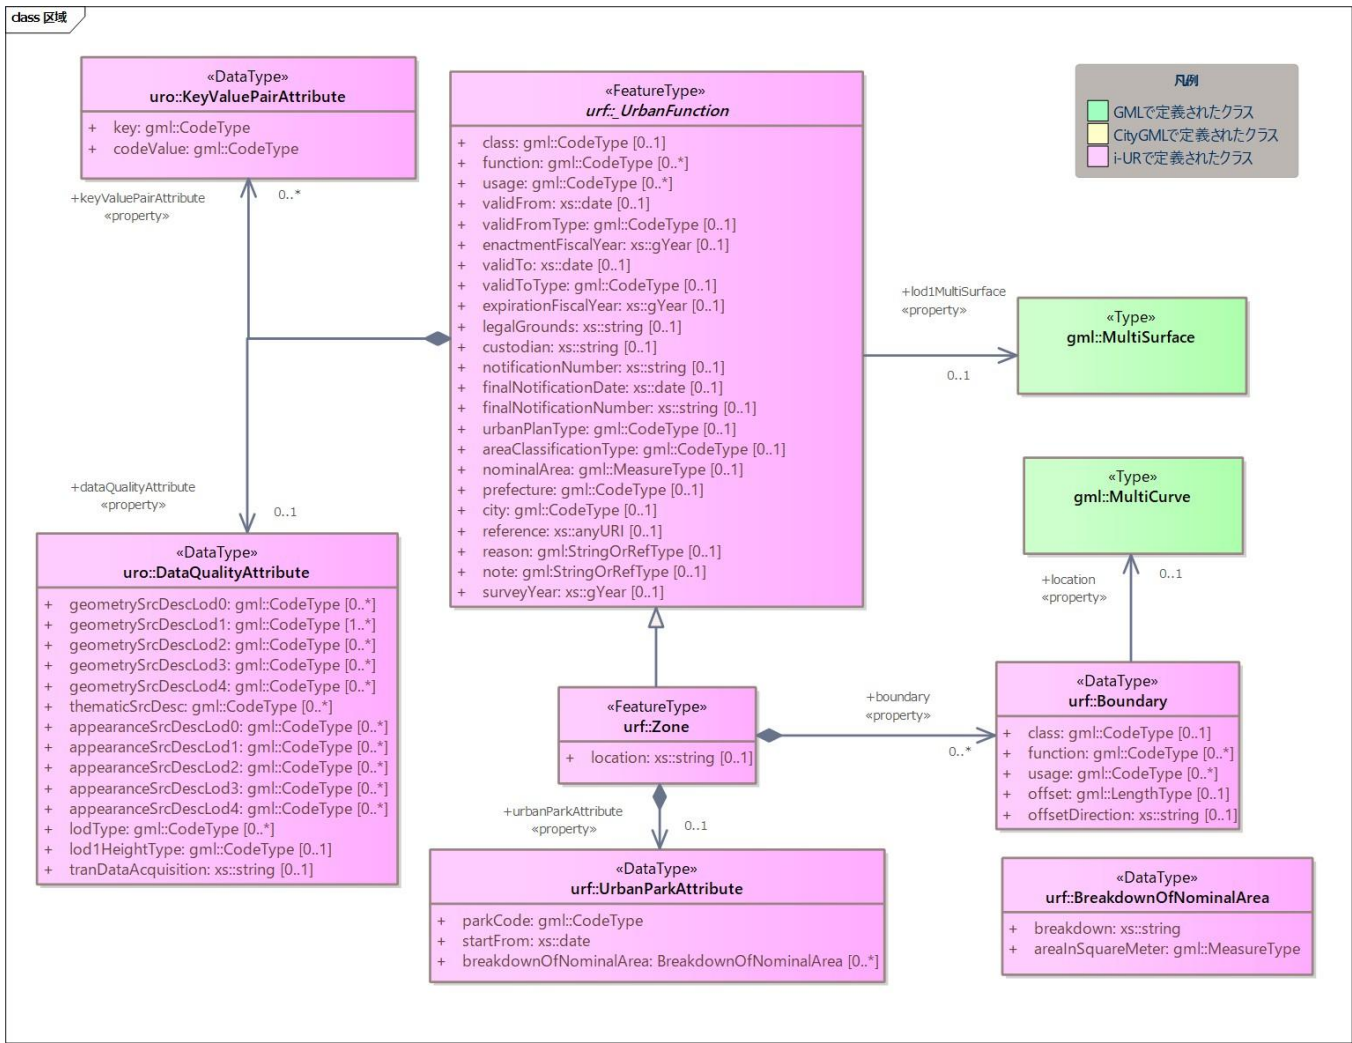 class 区域
«DataType»
uro::KeyValuePairAttribute
+ key: gml::CodeType
+ codeValue: gml::CodeType
+keyValuePairAttribute
«property»
0..*
«FeatureType»
urf::_UrbanFunction
+ class: gml::CodeType [0..1]
+ function: gml::CodeType [0..*]
+ usage: gml::CodeType [0..*]
+ validFrom: xs::date [0..1]
+ validFromType: gml::CodeType [0..1]
+ enactmentFiscalYear: xs::gYear [0..1]
+ validTo: xs::date [0..1]
+ validToType: gml::CodeType [0..1]
+ expirationFiscalYear: xs::gYear [0..1]
+ legalGrounds: xs::string [0..1]
+ custodian: xs::string [0..1]
+ notificationNumber: xs::string [0..1]
+ finalNotificationDate: xs::date [0..1]
+ finalNotificationNumber: xs::string [0..1]
+ urbanPlanType: gml::CodeType [0..1]
+ areaClassificationType: gml::CodeType [0..1]
+ nominalArea: gml::MeasureType [0..1]
+ prefecture: gml::CodeType [0..1]
+ city: gml::CodeType [0..1]
+ reference: xs::anyURI [0..1]
+ reason: gml:StringOrRefType [0..1]
+ note: gml:StringOrRefType [0..1]
+ surveyYear: xs::gYear [0..1]
凡例
GMLで定義されたクラス
CityGMLで定義されたクラス
i-URで定義されたクラス
+lod1MultiSurface
«property»
0..1
«Type»
gml::MultiSurface
«Type»
gml::MultiCurve
+location
«property»
0..1
+dataQualityAttribute
«property»
0..1
«DataType»
uro::DataQualityAttribute
+ geometrySrcDescLod0: gml::CodeType [0..*]
+ geometrySrcDescLod1: gml::CodeType [1..*]
+ geometrySrcDescLod2: gml::CodeType [0..*]
+ geometrySrcDescLod3: gml::CodeType [0..*]
+ geometrySrcDescLod4: gml::CodeType [0..*]
+ thematicSrcDesc: gml::CodeType [0..*]
+ appearanceSrcDescLod0: gml::CodeType [0..*]
+ appearanceSrcDescLod1: gml::CodeType [0..*]
+ appearanceSrcDescLod2: gml::CodeType [0..*]
+ appearanceSrcDescLod3: gml::CodeType [0..*]
+ appearanceSrcDescLod4: gml::CodeType [0..*]
+ lodType: gml::CodeType [0..*]
+ lod1HeightType: gml::CodeType [0..1]
+ tranDataAcquisition: xs::string [0..1]
«FeatureType»
urf::Zone
+ location: xs::string [0..1]
+boundary
«property»
0..*
«DataType»
urf::Boundary
+ class: gml::CodeType [0..1]
+ function: gml::CodeType [0..*]
+ usage: gml::CodeType [0..*]
+ offset: gml::LengthType [0..1]
+ offsetDirection: xs::string [0..1]
+urbanParkAttribute
«property»
0..1
«DataType»
urf::UrbanParkAttribute
+ parkCode: gml::CodeType
+ startFrom: xs::date
+ breakdownOfNominalArea: BreakdownOfNominalArea [0..*]
«DataType»
urf::BreakdownOfNominalArea
+ breakdown: xs::string
+ areaInSquareMeter: gml::MeasureType